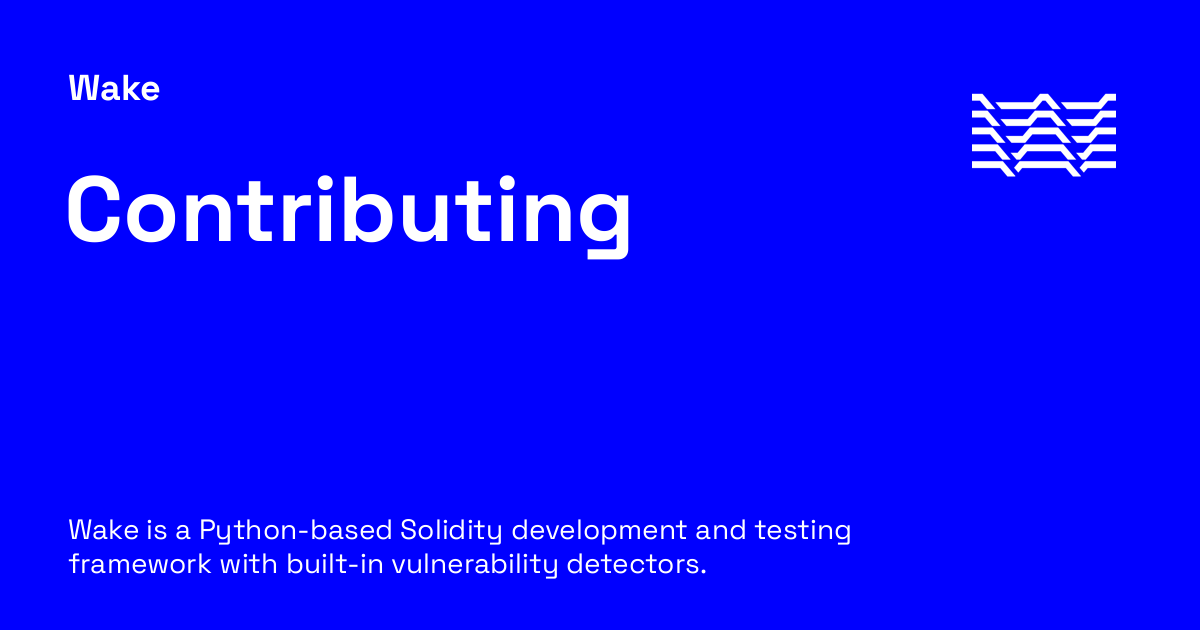 Wake
Contributing
Wake is a Python-based Solidity development and testing
framework with built-in vulnerability detectors.